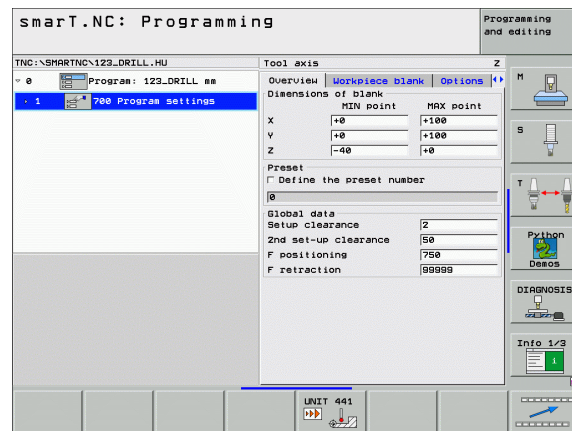 smarT.NC: Programming
Programming
and editing
TNC:\SMARTNC\123_DRILL.HU
Tool axis Z
0 Program: 123_DRILL mm
1 700 Program settings
Overview Workpiece blank Options
Dimensions of blank
MIN point MAX point
X +0 +100
Y +0 +100
Z -40 +0
Preset
Define the preset number
0
Global data
Setup clearance 2
2nd set-up clearance 50
F positioning 750
F retraction 99999
M
S
T
Python
Demos
DIAGNOSIS
Info 1/3
UNIT 441